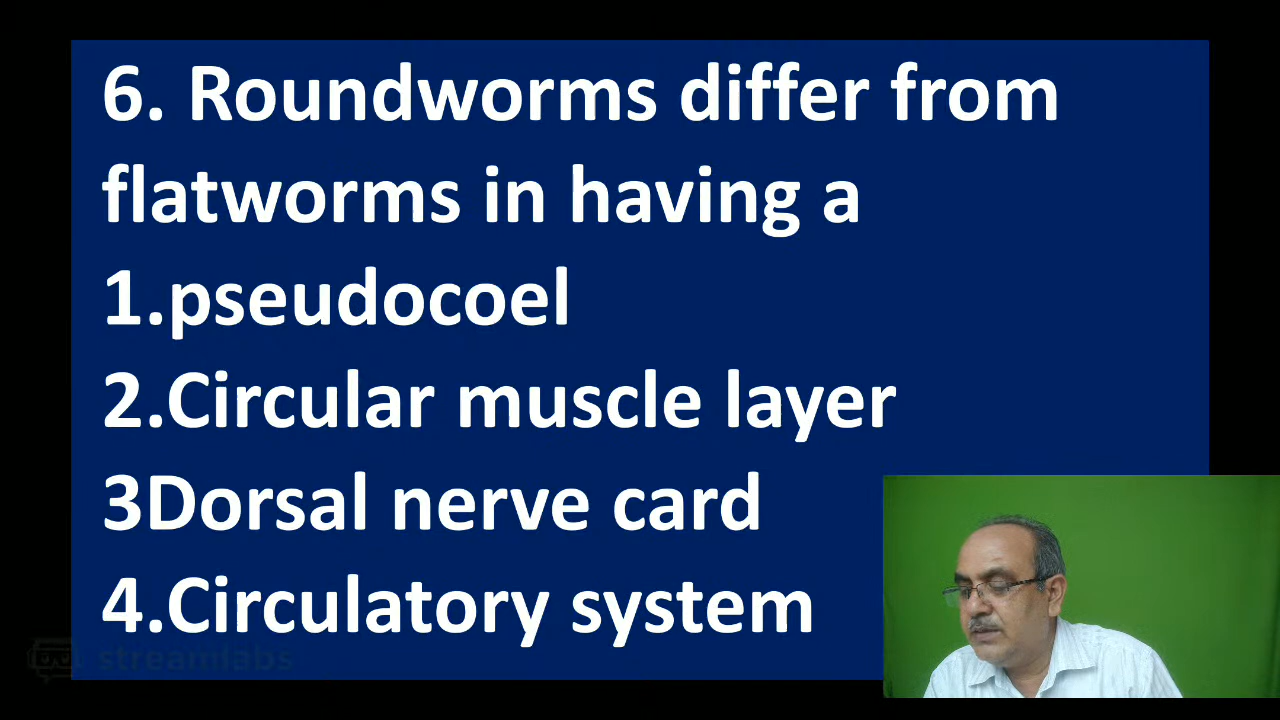 6. Roundworms differ from
flatworms in having a
1.pseudocoel
2.Circular muscle layer
3Dorsal nerve card
4.Circulatory system
streamlabs